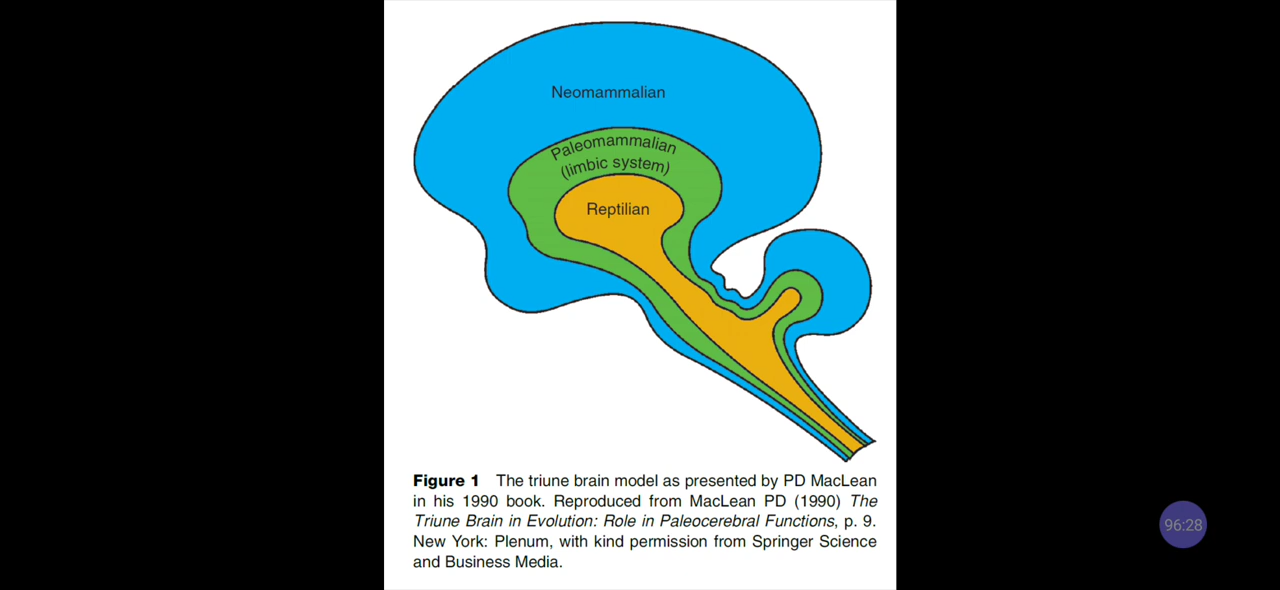 Neomammalian
Paleomammalian
(limbic system)
Reptilian
Figure 1 The triune brain model as presented by PD MacLean
in his 1990 book. Reproduced from MacLean PD (1990) The
Triune Brain in Evolution: Role in Paleocerebral Functions, p. 9.
New York: Plenum, with kind permission from Springer Science
and Business Media.
96:28